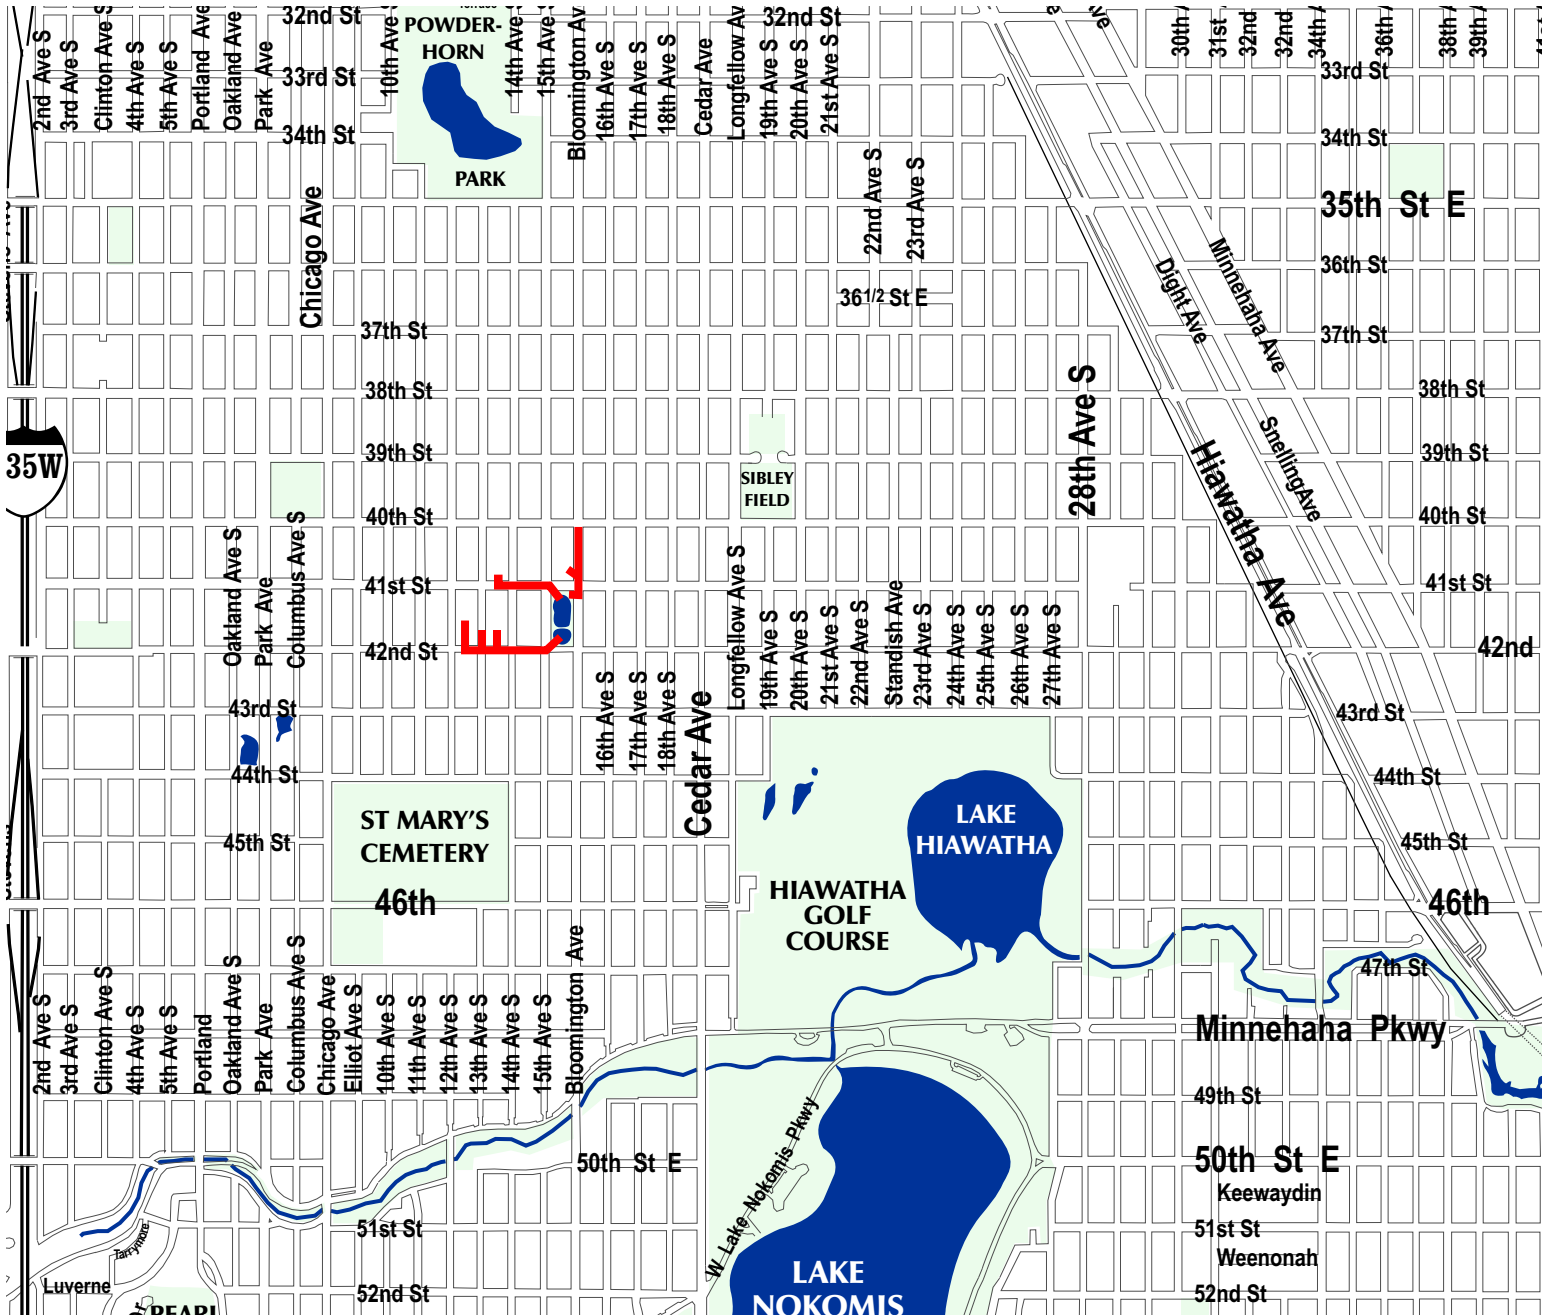 32nd St
10th Ave S
POWDER-
HORN
PARK
14th Ave S
15th Ave S
Bloomington Av
16th Ave S
17th Ave S
18th Ave S
Cedar Ave
Longfellow Av
32nd St
19th Ave S
20th Ave S
21st Ave S
30th
31st
32nd
32nd
34th
36th
38th
39th
2nd Ave S
3rd Ave S
Clinton Ave S
4th Ave S
5th Ave S
Portland Ave
Oakland Ave
Park Ave
33rd St
34th St
33rd St
34th St
35th St E
22nd Ave S
23rd Ave S
Chicago Ave
36th St
Minnehaha Ave
Dight Ave
36 1/2 St E
37th St
37th St
38th St
38th St
28th Ave S
39th St
39th St
Snelling Ave
Hiawatha Ave
35W
SIBLEY
FIELD
40th St
40th St
Oakland Ave S
Park Ave
Columbus Ave S
41st St
41st St
42nd St
42nd
Longfellow Ave S
19th Ave S
20th Ave S
21st Ave S
22nd Ave S
Standish Ave
23rd Ave S
24th Ave S
25th Ave S
26th Ave S
27th Ave S
16th Ave S
17th Ave S
18th Ave S
Cedar Ave
43rd St
43rd St
44th St
44th St
45th St
45th St
ST MARY'S
CEMETERY
LAKE
HIAWATHA
HIAWATHA
GOLF
COURSE
46th
46th
47th St
2nd Ave S
3rd Ave S
Clinton Ave S
4th Ave S
5th Ave S
Portland
Oakland Ave S
Park Ave
Columbus Ave S
Chicago Ave
Elliot Ave S
10th Ave S
11th Ave S
12th Ave S
13th Ave S
14th Ave S
15th Ave S
Bloomington Ave
Minnehaha Pkwy
49th St
W Lake Nokomis Pkwy
50th St E
50th St E
Keewaydin
51st St
51st St
Weenonah
Tarrymore
Luverne
52nd St
52nd St
LAKE
NOKOMIS
PEARL